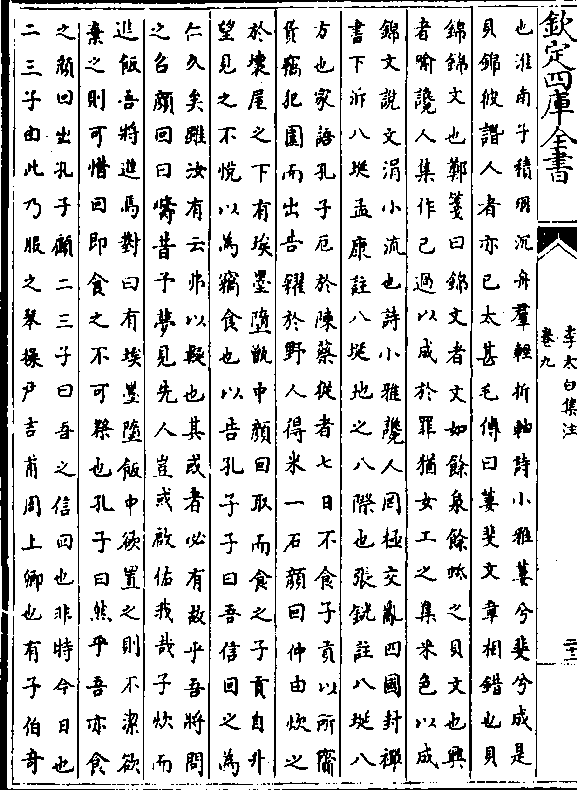 欽定四庫全書
李太白集注
卷九
二十二
也淮南子積羽沉舟羣輕折軸詩小雅萋兮斐兮成是
貝錦彼譖人者亦已太甚毛傳曰萋斐文章相錯也貝
錦錦文也鄭箋曰錦文者文如餘泉餘蚳之貝文也興
者喻讒人集作已過以成於罪猶女工之集采色以成
錦文說文涓小流也詩小雅讒人罔極交亂四國封禪
書下泝八埏孟康註八埏地之八際也張銑註八埏八
方也家語孔子厄於陳蔡從者七日不食子貢以所齎
貨竊犯圍而出告糴於野人得米一石顔回仲由炊之
於壞屋之下有埃墨墮甑中顔回取而食之子貢自外
望見之不悅以為竊食也以告孔子子曰吾信回之為
仁久矣雖汝有云弗以疑也其或者必有故乎吾將問
之召顔回曰疇昔予夢見先人豈或啟佑我哉子炊而
進飯吾將進焉對曰有埃墨墮飯中欲置之則不潔欲
棄之則可惜回即食之不可祭也孔子曰然乎吾亦食
之顔回出孔子顧二三子曰吾之信回也非時今日也
二三子由此乃服之琴操尹吉甫周上卿也有子伯奇